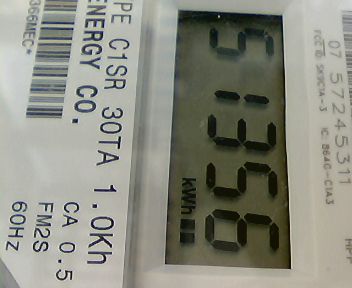 07 57245311
51356
kWh
PE C1SR 30TA 1.0Kh
ENERGY CO.
CA 0.5
FM2S
60HZ